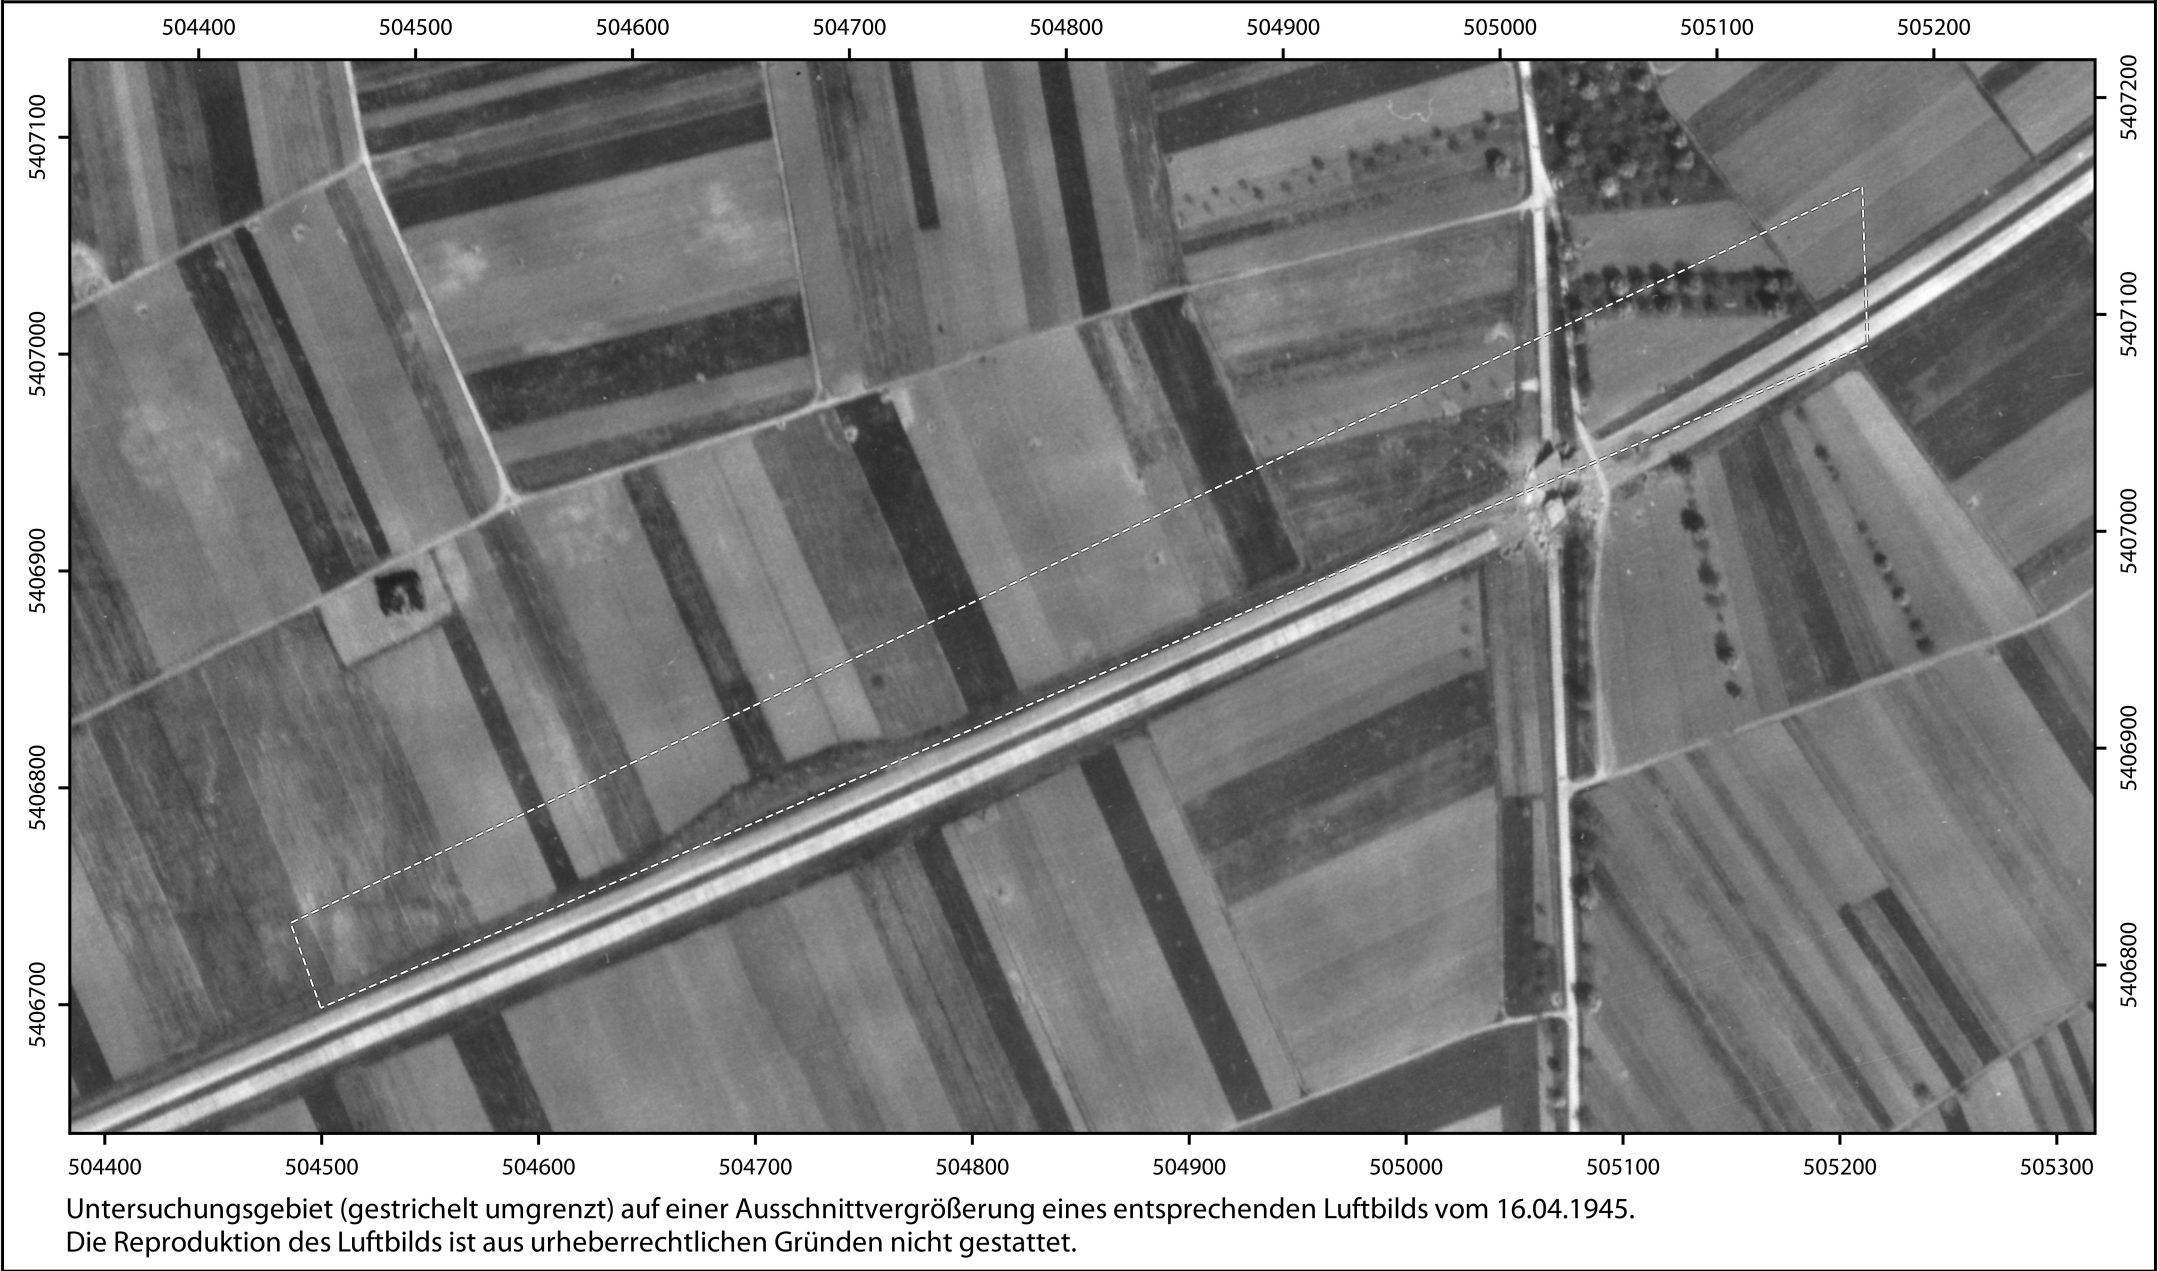 504400 504500 504600 504700 504800 504900 505000 505100 505200
5407100
5407000
5406900
5406800
5406700
5407200
5407100
5407000
5406900
5406800
504400 504500 504600 504700 504800 504900 505000 505100 505200 505300
Untersuchungsgebiet (gestrichelt umgrenzt) auf einer Ausschnittvergrößerung eines entsprechenden Luftbilds vom 16.04.1945.
Die Reproduktion des Luftbilds ist aus urheberrechtlichen Gründen nicht gestattet.